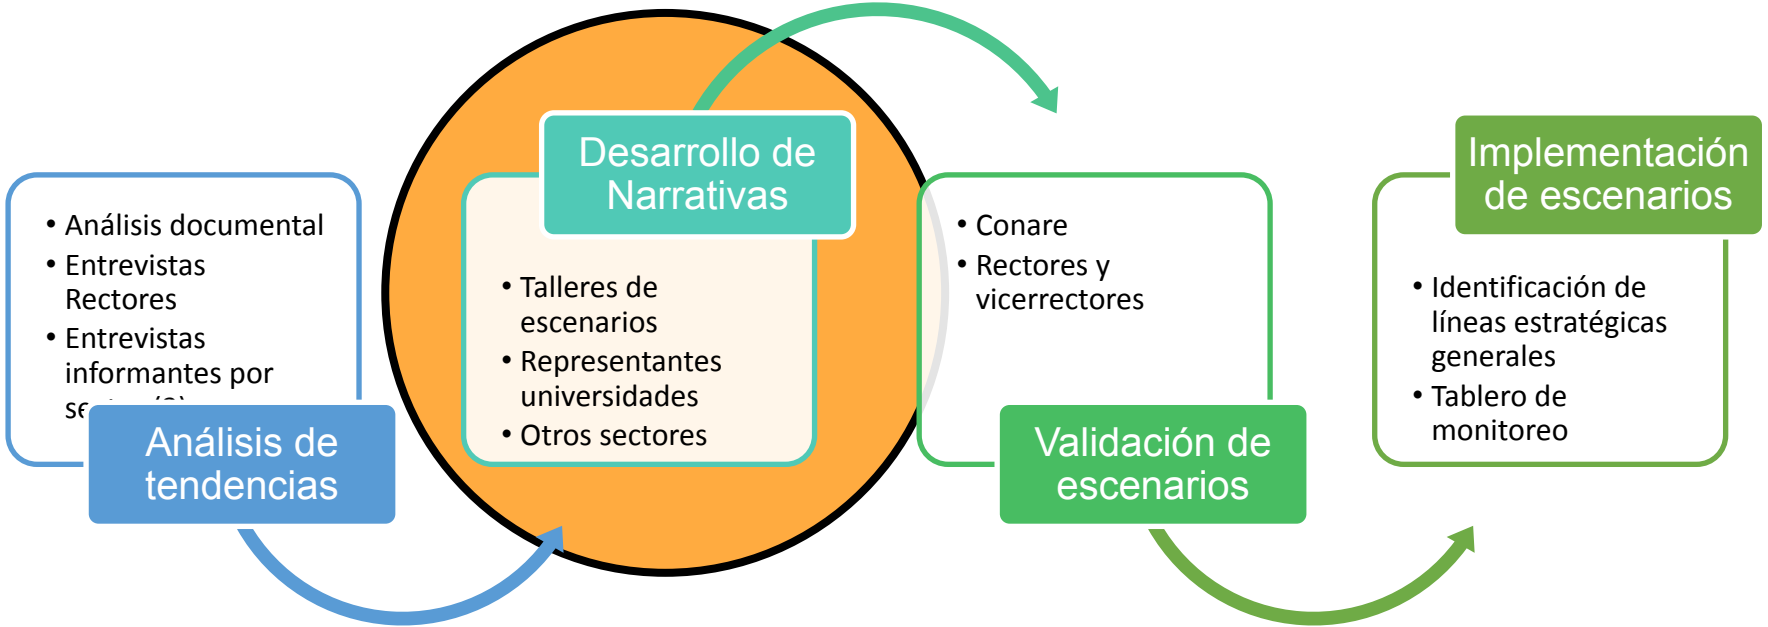 • Análisis documental
• Entrevistas
Rectores
• Entrevistas
informantes por
Análisis de
tendencias
Desarrollo de
Narrativas
• Talleres de
escenarios
• Representantes
universidades
• Otros sectores
• Conare
• Rectores y
vicerrectores
Validación de
escenarios
Implementación
de escenarios
• Identificación de
líneas estratégicas
generales
• Tablero de
monitoreo